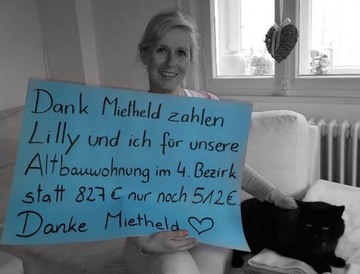 Dank Mietheld zahlen
Lilly und ich für unsere
Altbauwohnung im 4. Bezirk
statt 827€ nur noch 512€
Danke Mietheld ♡